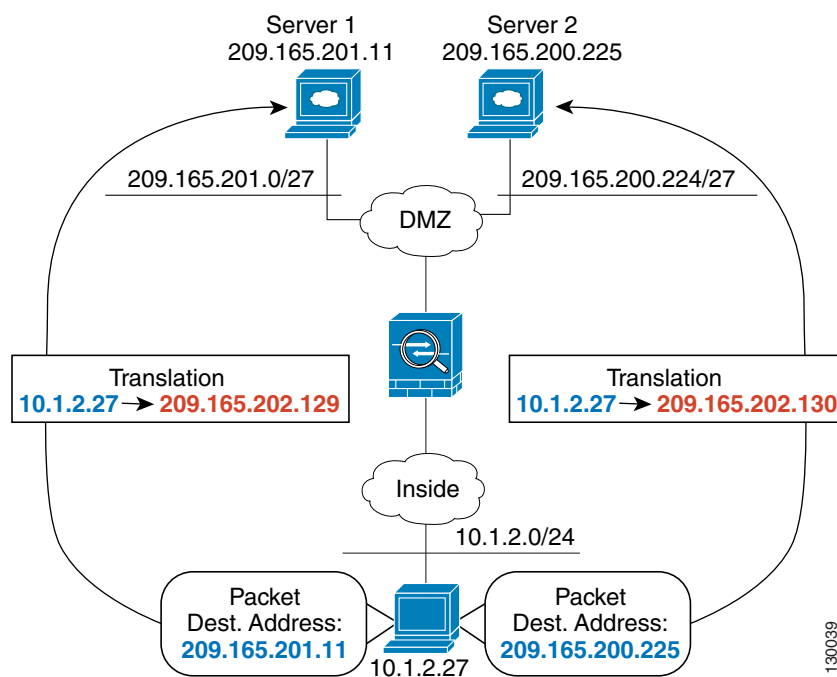 Server 1
209.165.201.11
Server 2
209.165.200.225
209.165.201.0/27
209.165.200.224/27
DMZ
Translation
10.1.2.27 209.165.202.129
Translation
10.1.2.27 209.165.202.130
Inside
10.1.2.0/24
Packet
Dest. Address:
209.165.201.11
Packet
Dest. Address:
209.165.200.225
10.1.2.27
130039